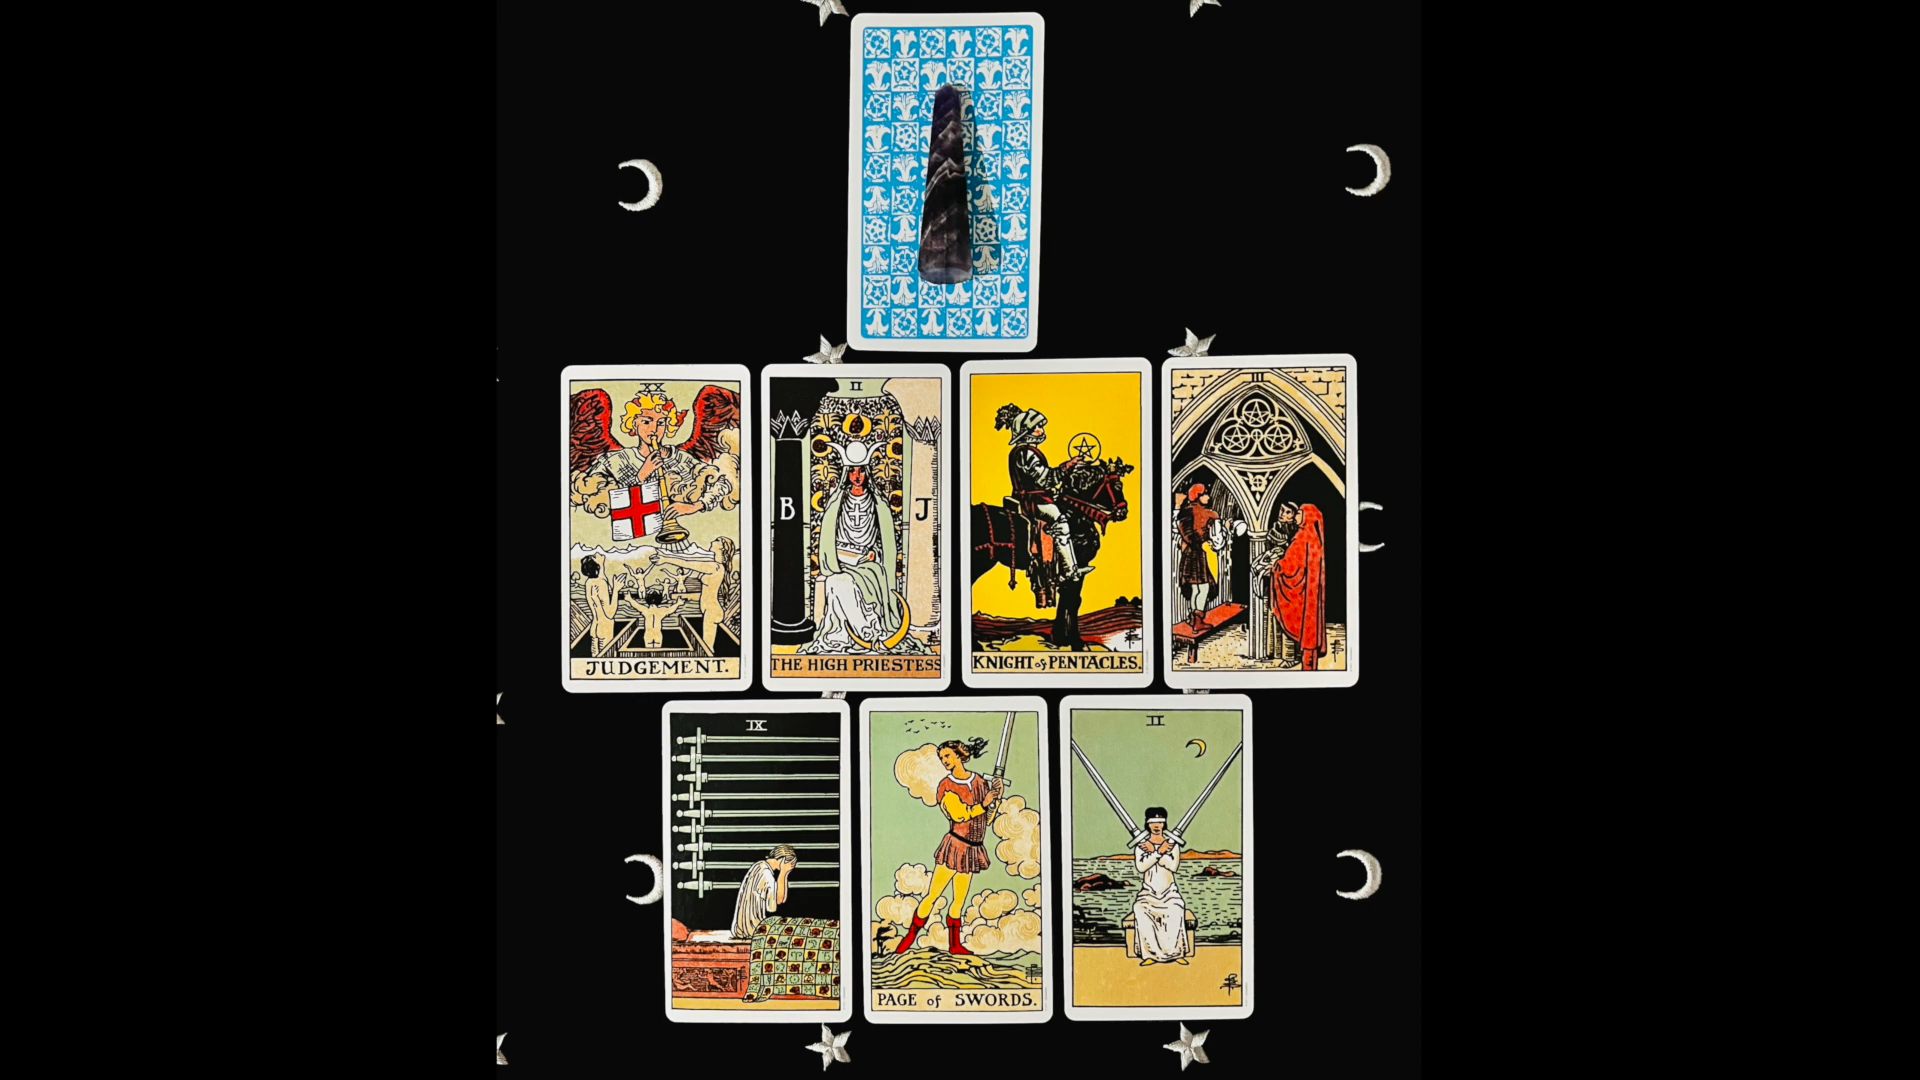 XX
JUDGEMENT.
II
B J
THE HIGH PRIESTESS
KNIGHT of PENTACLES.
III
IX
PAGE of SWORDS.
II